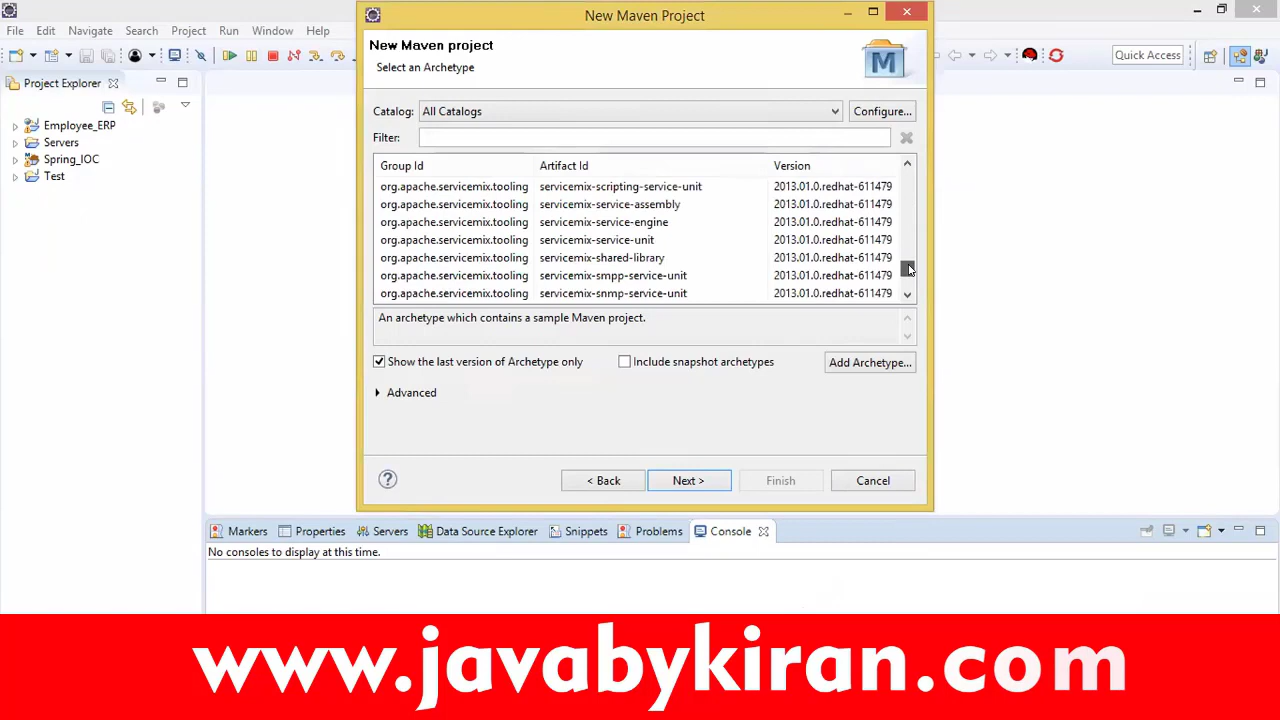 New Maven Project
File Edit Navigate Search Project Run Window Help
Quick Access
Project Explorer
Employee_ERP
Servers
Spring_IOC
Test
New Maven project
Select an Archetype
M
Catalog: All Catalogs Configure...
Filter:
Group Id Artifact Id Version
org.apache.servicemix.tooling servicemix-scripting-service-unit 2013.01.0.redhat-611479
org.apache.servicemix.tooling servicemix-service-assembly 2013.01.0.redhat-611479
org.apache.servicemix.tooling servicemix-service-engine 2013.01.0.redhat-611479
org.apache.servicemix.tooling servicemix-service-unit 2013.01.0.redhat-611479
org.apache.servicemix.tooling servicemix-shared-library 2013.01.0.redhat-611479
org.apache.servicemix.tooling servicemix-smpp-service-unit 2013.01.0.redhat-611479
org.apache.servicemix.tooling servicemix-snmp-service-unit 2013.01.0.redhat-611479
An archetype which contains a sample Maven project.
Show the last version of Archetype only Include snapshot archetypes Add Archetype...
Advanced
? < Back Next > Finish Cancel
Markers Properties Servers Data Source Explorer Snippets Problems Console
No consoles to display at this time.
www.javabykiran.com